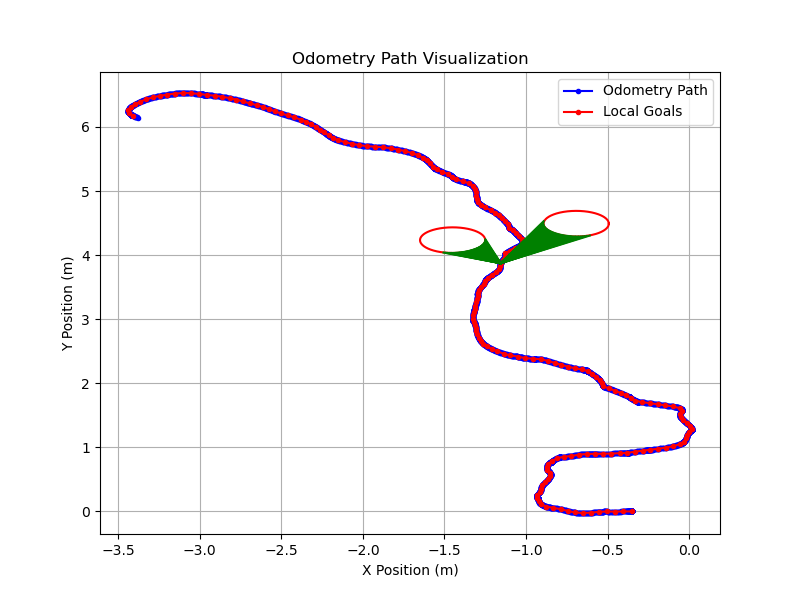 Odometry Path Visualization
Odometry Path
Local Goals
Y Position (m)
6
5
4
3
2
1
0
−3.5 −3.0 −2.5 −2.0 −1.5 −1.0 −0.5 0.0
X Position (m)